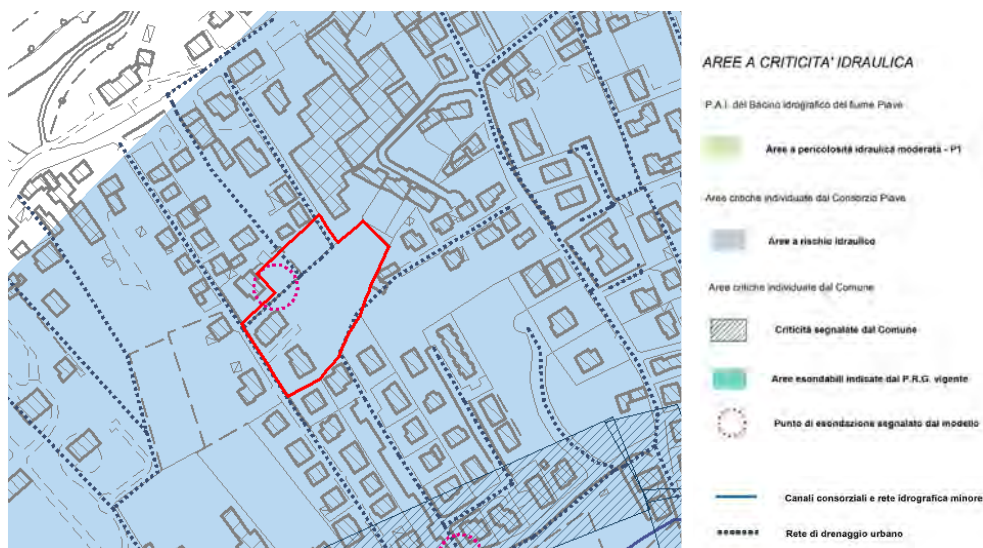 AREE A CRITICITA' IDRAULICA
P.A.I. del Bacino idrografico del fiume Piave
Aree a pericolosità idraulica moderata - P1
Aree critiche individuate dal Consorzio Piave
Aree a rischio idraulico
Aree critiche individuate dal Comune
Criticità segnalate dal Comune
Aree esondabili indicate dal P.R.G. vigente
Punto di esondazione segnalato dal modello
Canali consorziali e rete idrografica minore
Rete di drenaggio urbano